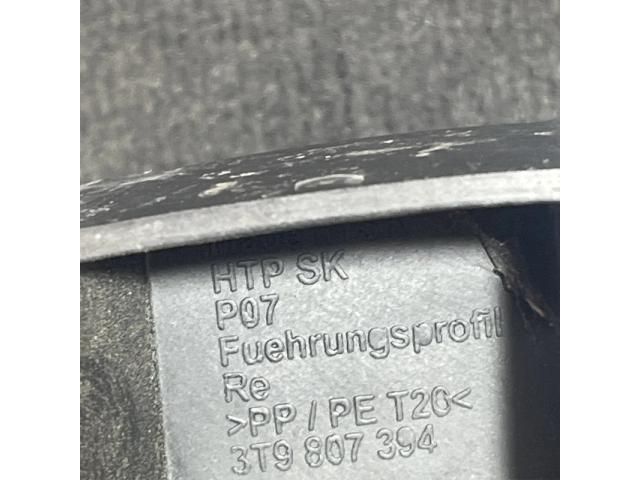 HTP SK
P07
Fuehrungsprofil
Re
>PP / PE T20<
3T9 807 394